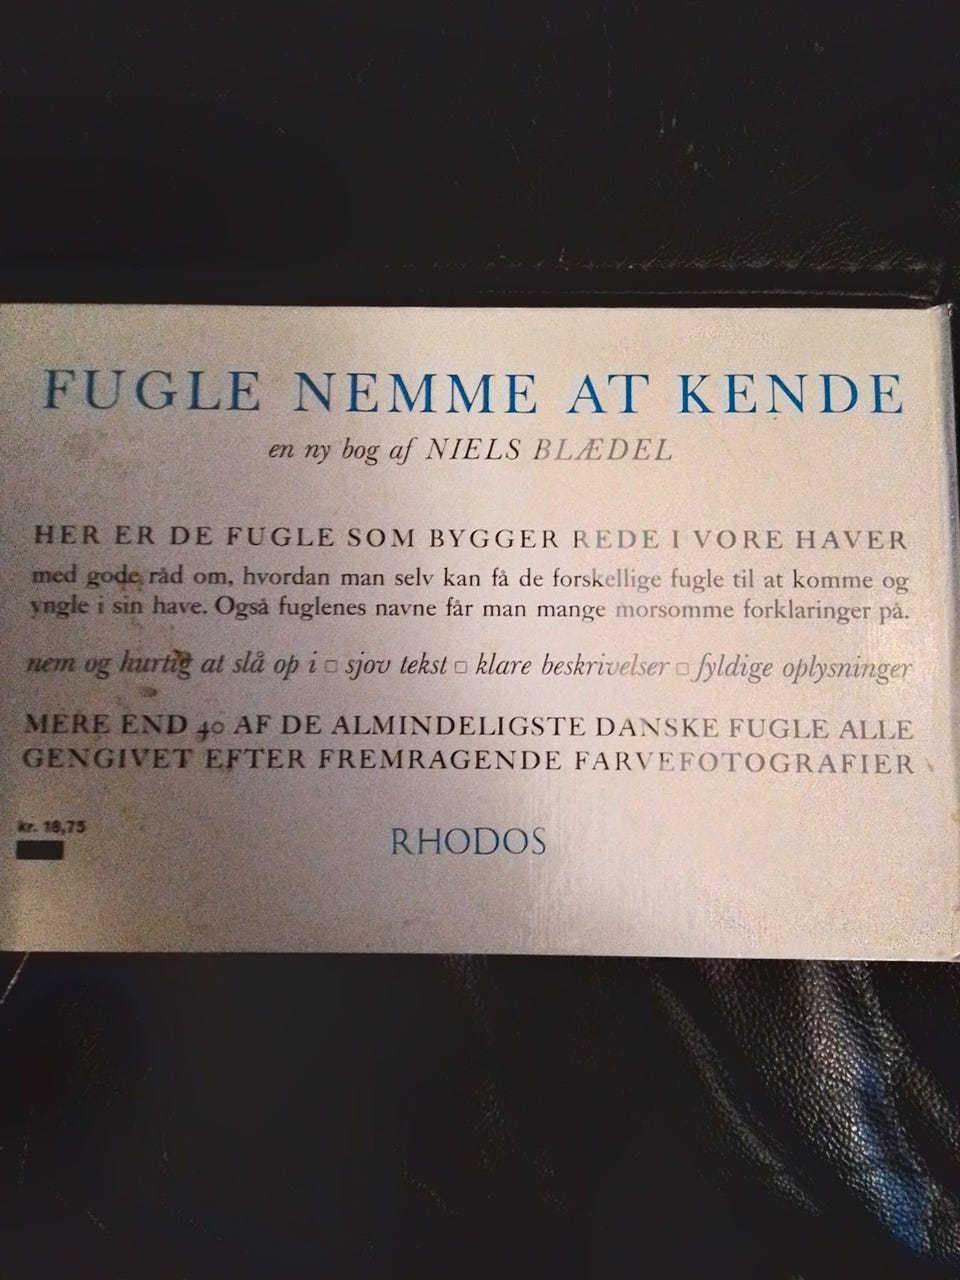 FUGLE NEMME AT KENDE
en ny bog af NIELS BLÆDEL
HER ER DE FUGLE SOM BYGGER REDE I VORE HAVER
med gode råd om, hvordan man selv kan få de forskellige fugle til at komme og
yngle i sin have. Også fuglenes navne får man mange morsomme forklaringer på.
nem og hurtig at slå op i □ sjov tekst □ klare beskrivelser □ fyldige oplysninger
MERE END 40 AF DE ALMINDELIGSTE DANSKE FUGLE ALLE
GENGIVET EFTER FREMRAGENDE FARVEFOTOGRAFIER
kr. 18,75
RHODOS